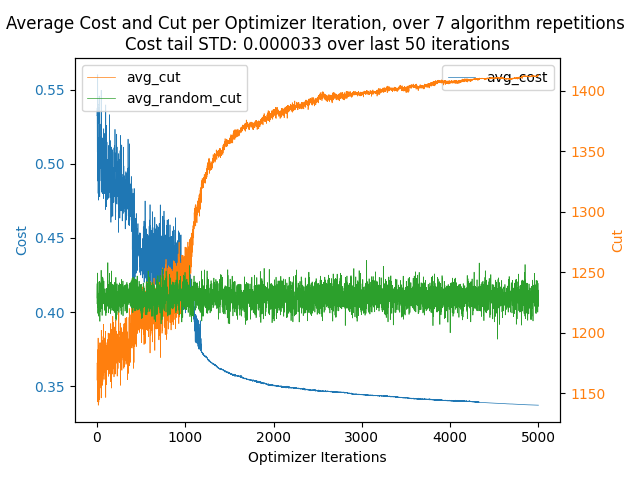 Average Cost and Cut per Optimizer Iteration, over 7 algorithm repetitions
Cost tail STD: 0.000033 over last 50 iterations
avg_cut
avg_random_cut
avg_cost
0.55
0.50
0.45
0.40
0.35
Cost
1400
1350
1300
1250
1200
1150
Cut
0 1000 2000 3000 4000 5000
Optimizer Iterations